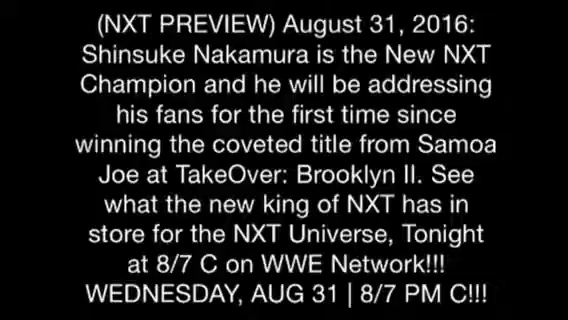 (NXT PREVIEW) August 31, 2016:
Shinsuke Nakamura is the New NXT
Champion and he will be addressing
his fans for the first time since
winning the coveted title from Samoa
Joe at TakeOver: Brooklyn II. See
what the new king of NXT has in
store for the NXT Universe, Tonight
at 8/7 C on WWE Network!!!
WEDNESDAY, AUG 31 | 8/7 PM C!!!